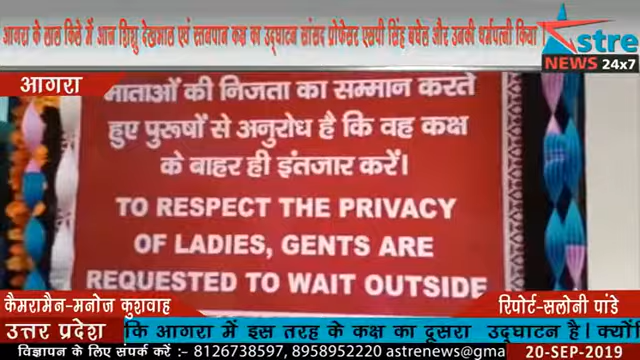 आगरा के लाल किले में आज शिशु देखभाल एवं स्तनपान कक्ष का उद्घाटन सांसद प्रोफेसर एसपी सिंह बघेल और उनकी धर्मपत्नी किया
Astre
NEWS 24x7
आगरा
माताओं की निजता का सम्मान करते
हुए पुरूषों से अनुरोध है कि वह कक्ष
के बाहर ही इंतजार करें।
TO RESPECT THE PRIVACY
OF LADIES, GENTS ARE
REQUESTED TO WAIT OUTSIDE
कैमरामैन-मनोज कुशवाह
रिपोर्ट-सलोनी पांडे
उत्तर प्रदेश
कि आगरा में इस तरह के कक्ष का दूसरा उद्घाटन है। क्योंि
विज्ञापन के लिए संपर्क करें :- 8126738597, 8958952220 astrenews@gma
20-SEP-2019